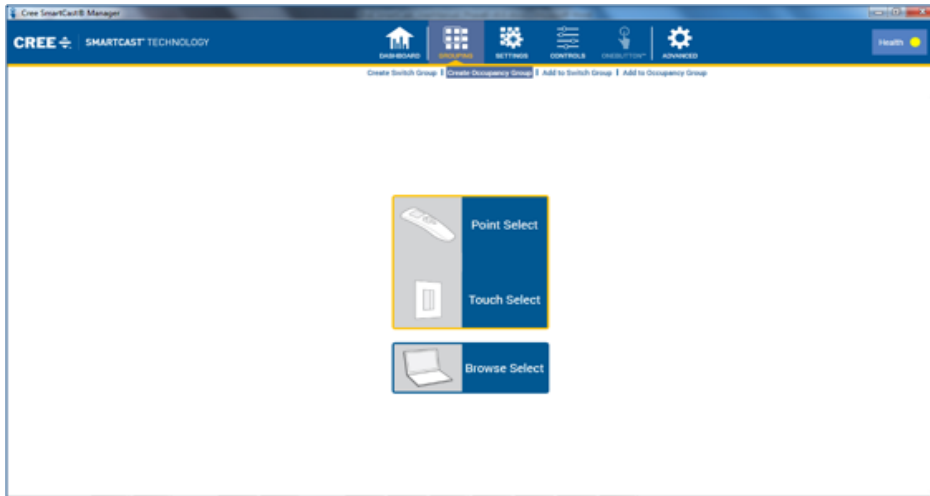 Cree SmartCast® Manager
CREE SMARTCAST® TECHNOLOGY
DASHBOARD GROUPING SETTINGS CONTROLS ONEBUTTON™ ADVANCED
Health
Create Switch Group | Create Occupancy Group | Add to Switch Group | Add to Occupancy Group
Point Select
Touch Select
Browse Select